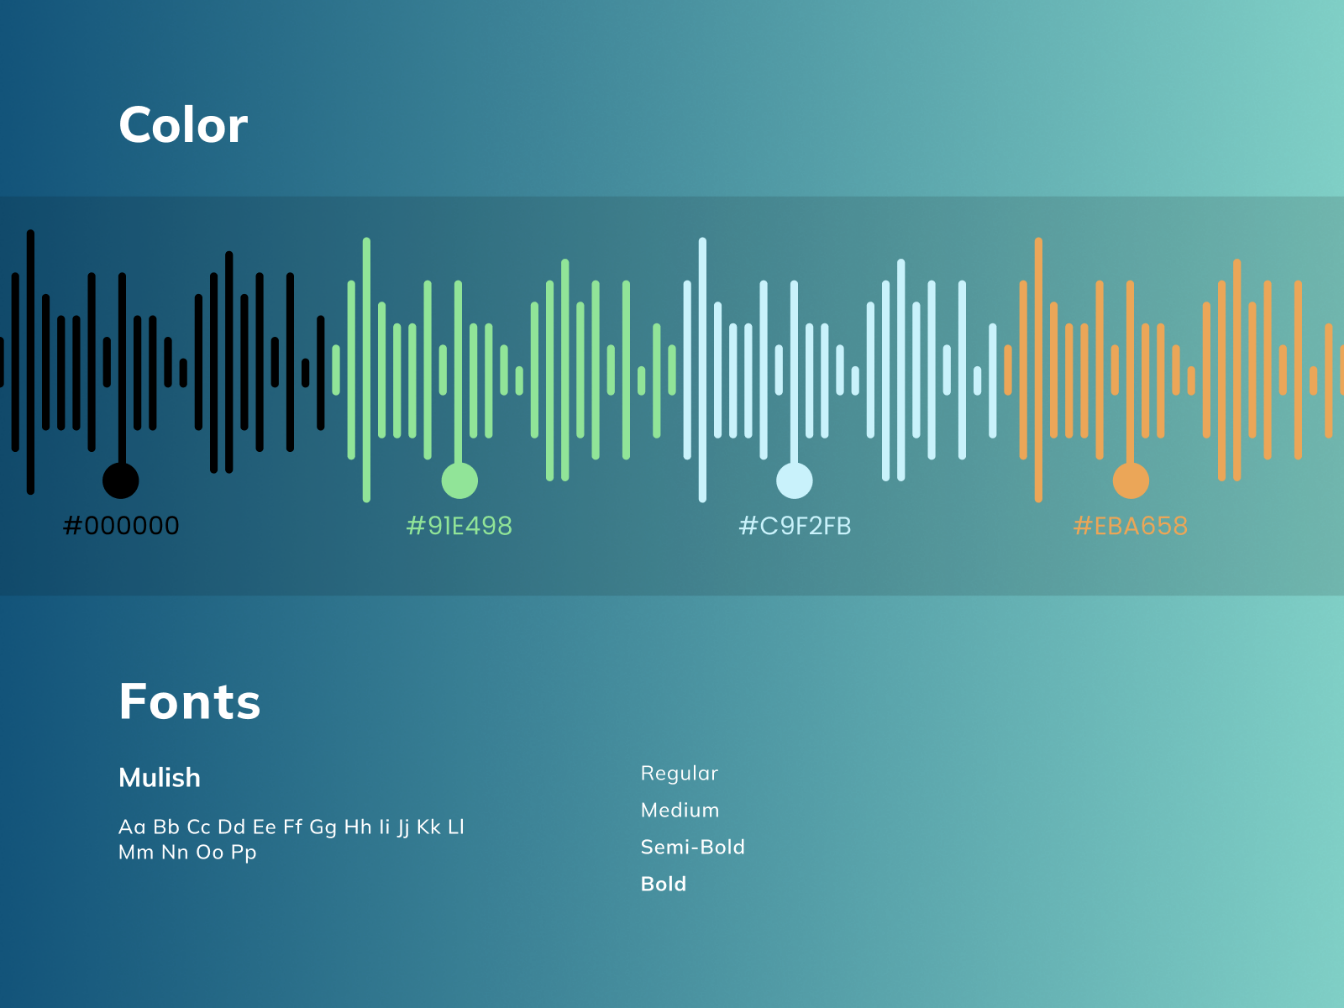 Color
#000000
#91E498
#C9F2FB
#EBA658
Fonts
Mulish
Aa Bb Cc Dd Ee Ff Gg Hh Ii Jj Kk Ll
Mm Nn Oo Pp
Regular
Medium
Semi-Bold
Bold